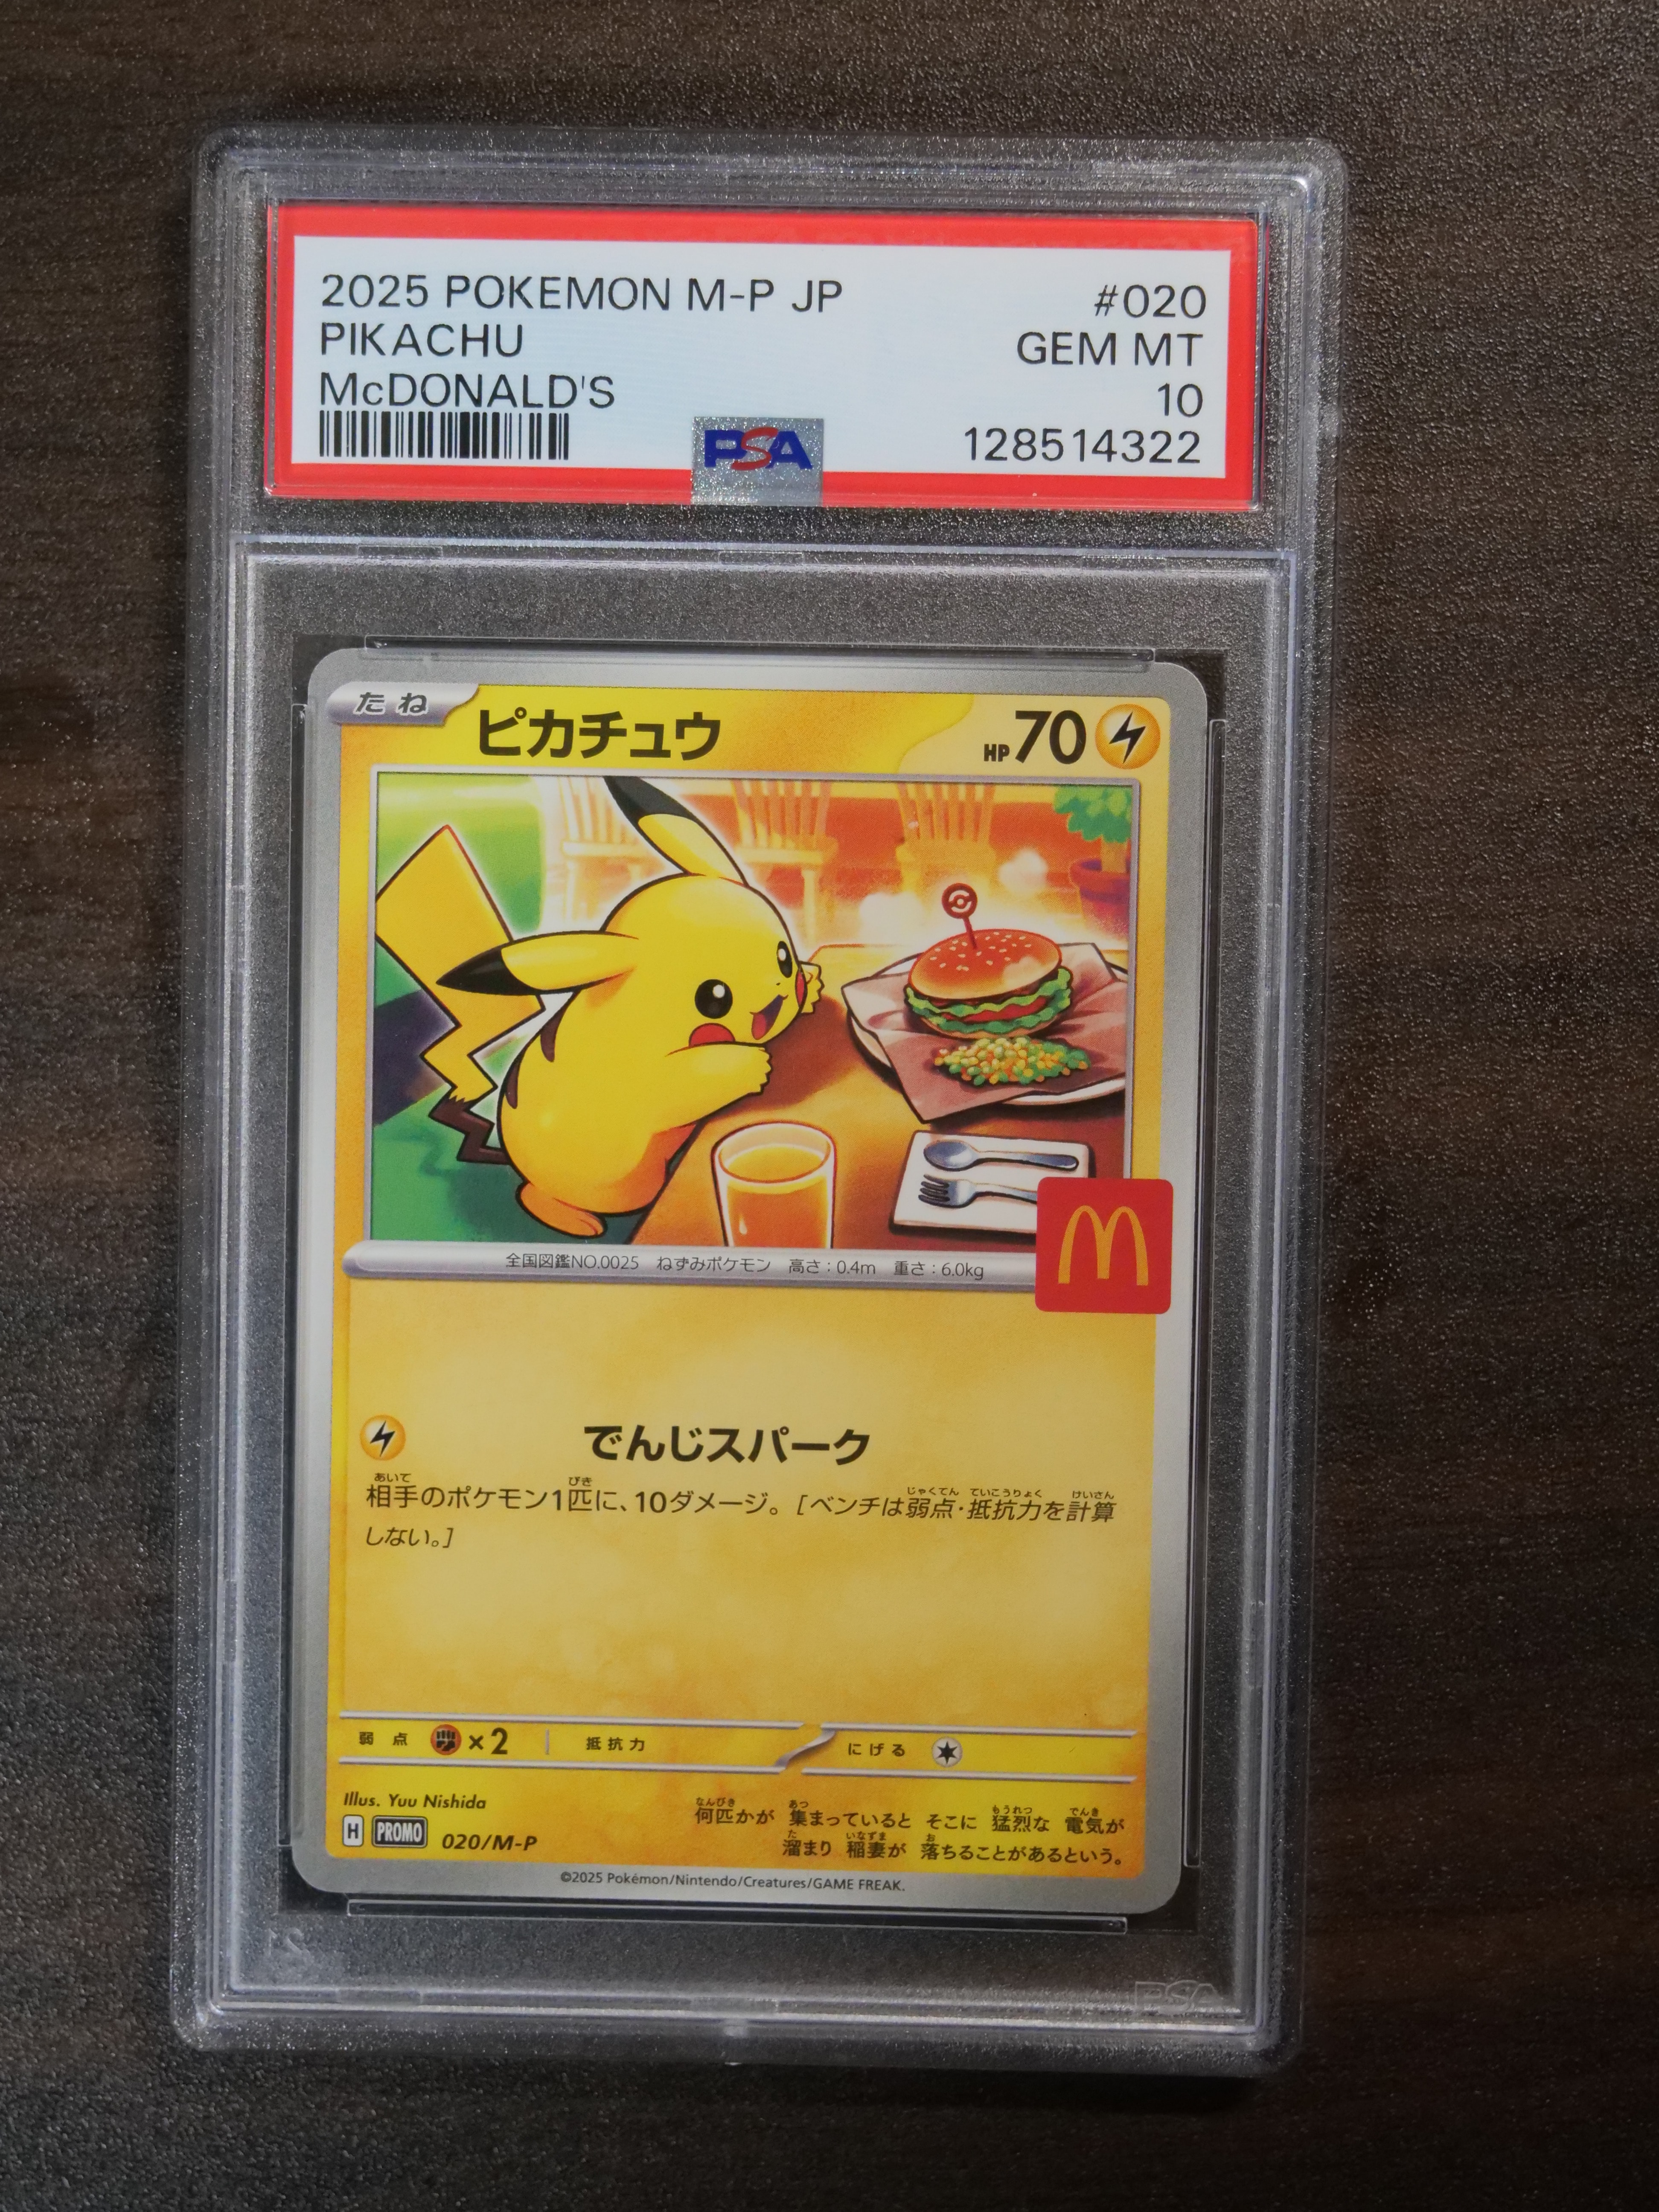 2025 POKEMON M-P JP #020
PIKACHU GEM MT
McDONALD'S 10
PSA 128514322
たね ピカチュウ HP70
全国図鑑NO.0025 ねずみポケモン 高さ:0.4m 重さ:6.0kg
でんじスパーク
相手のポケモン1匹に、10ダメージ。[ベンチは弱点・抵抗力を計算
しない。]
弱点 ×2 抵抗力 にげる
Illus. Yuu Nishida
H PROMO 020/M-P
何匹かが 集まっていると そこに 猛烈な 電気が
溜まり 稲妻が 落ちることがあるという。
©2025 Pokémon/Nintendo/Creatures/GAME FREAK.
PSA